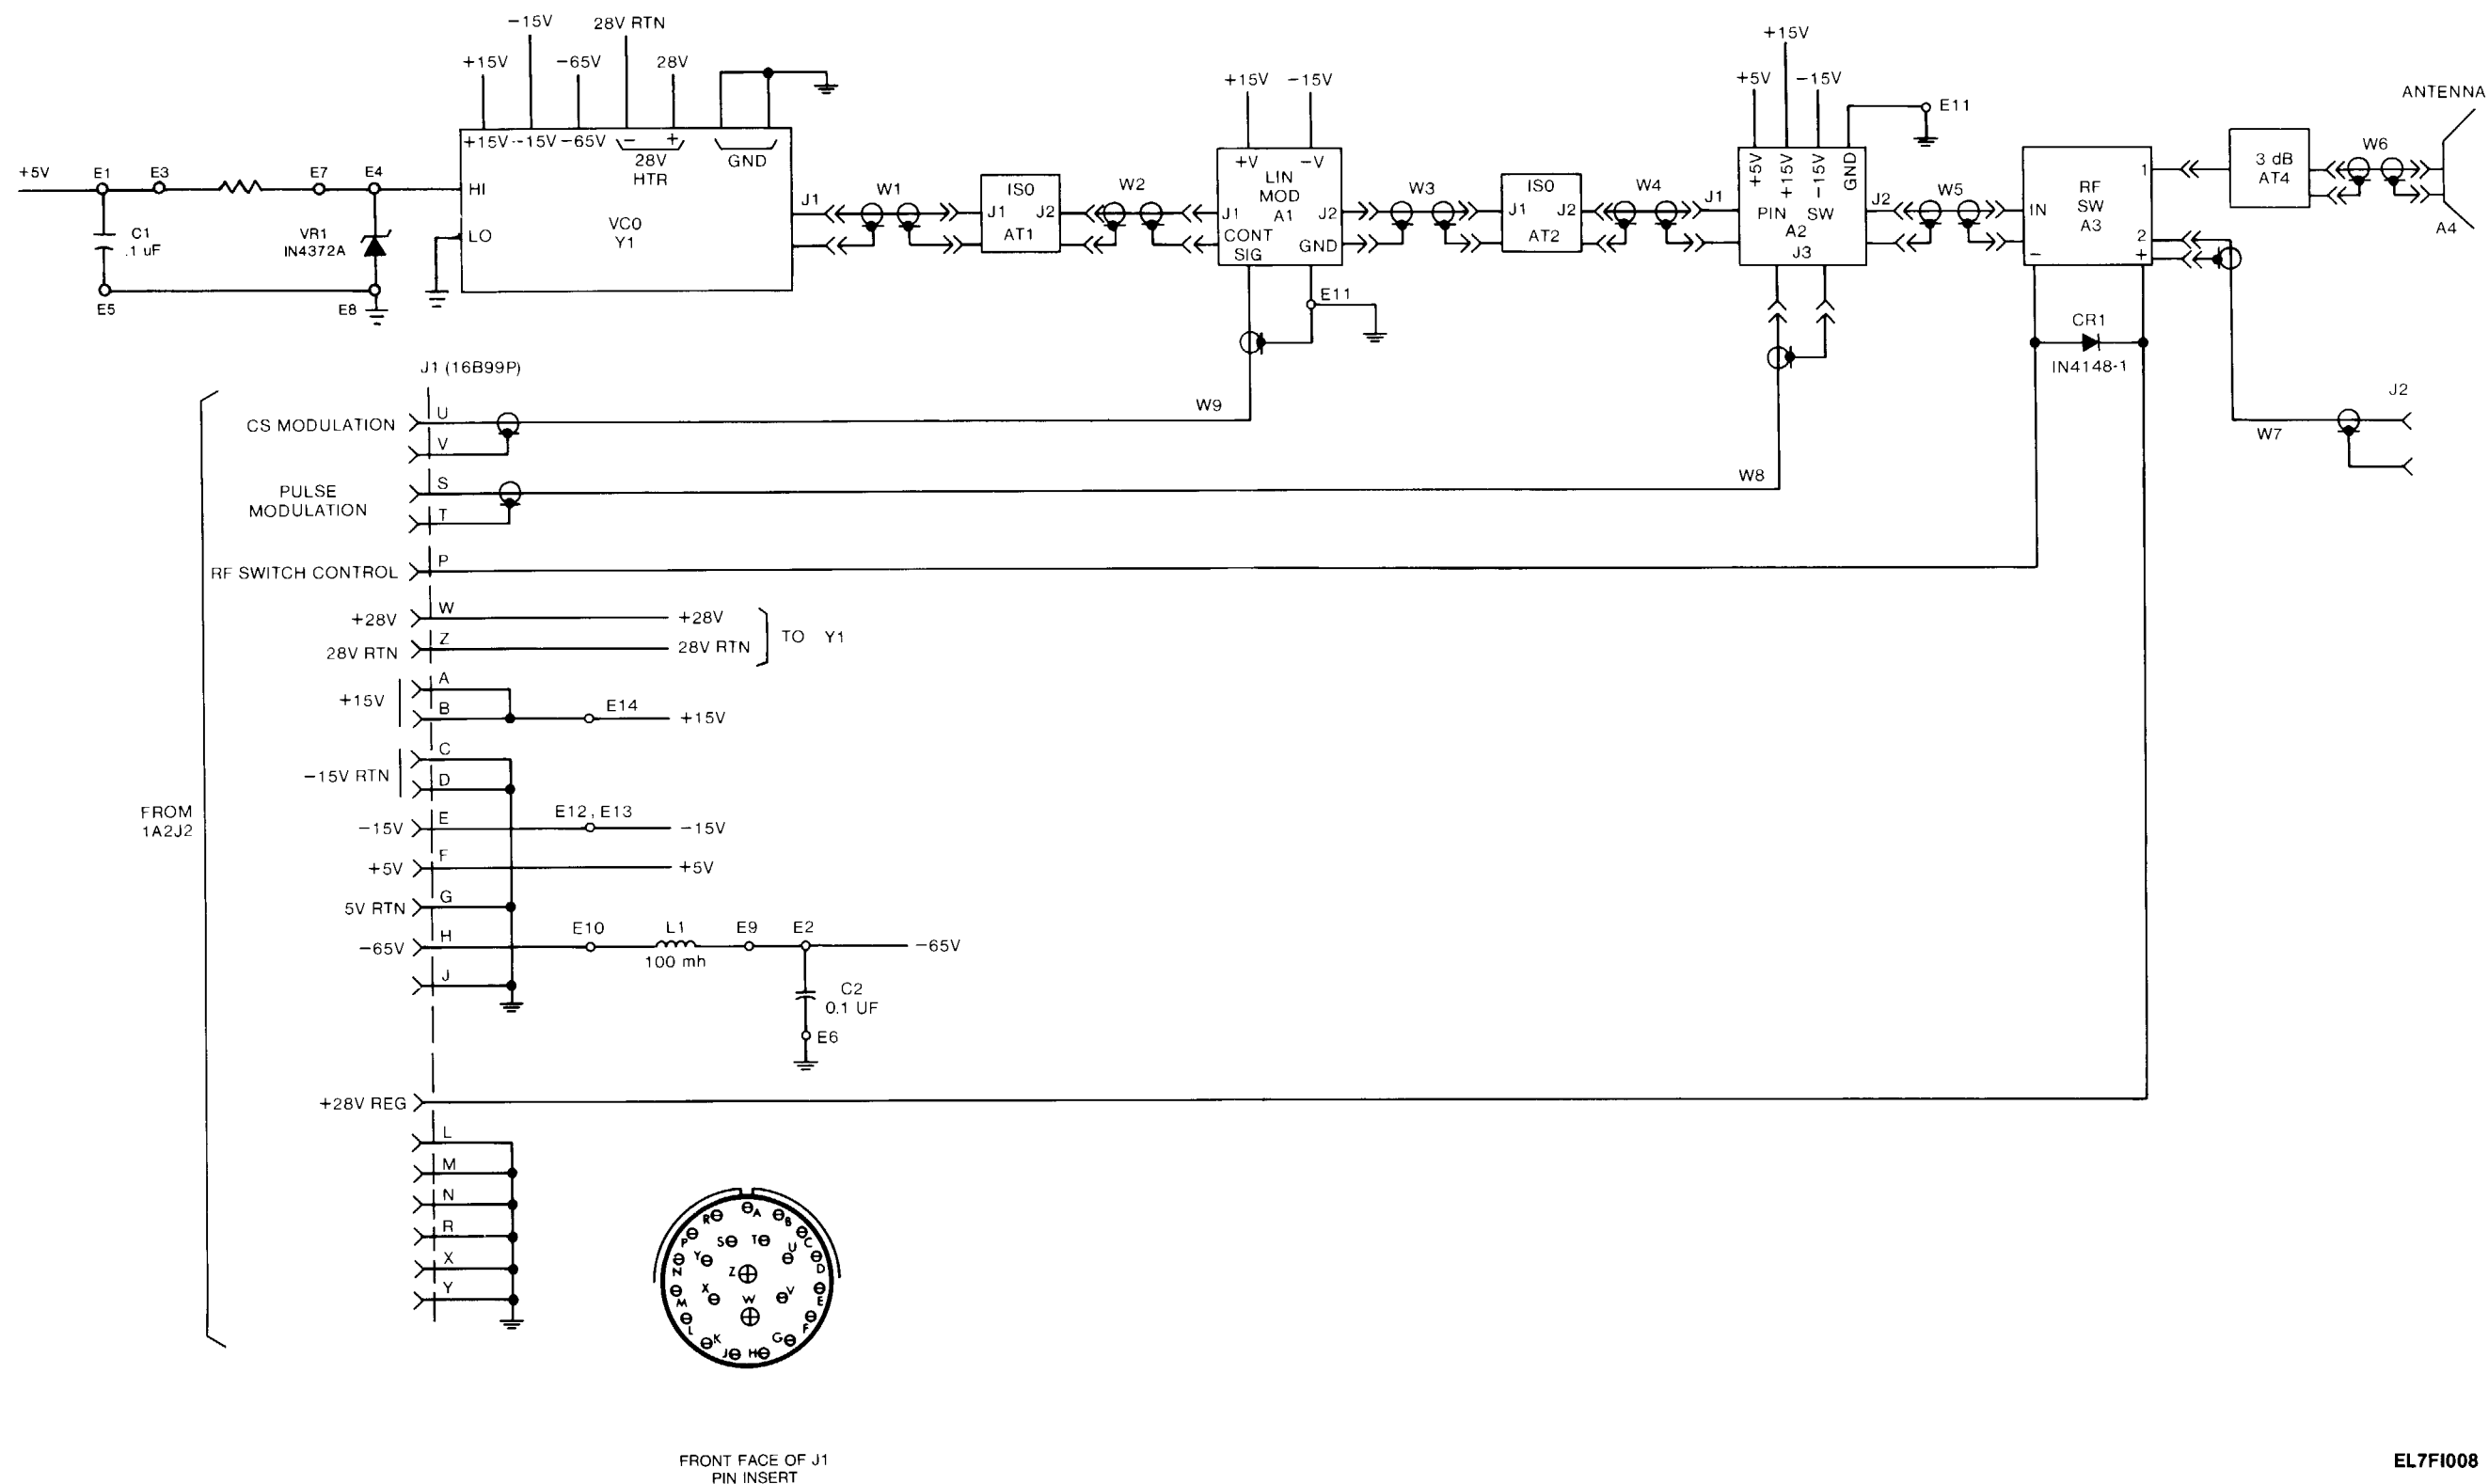 -15V 28V RTN
+15V -65V 28V
+15V -15V -65V - +
28V
HTR
GND
+5V E1 E3 E7 E4
HI
LO
VC0
Y1
C1
.1 uF
VR1
IN4372A
E5
E8
J1 W1
J1 J2
IS0
AT1
W2
+15V -15V
+V -V
LIN
MOD
A1
J1 J2
CONT
SIG
GND
E11
W3
IS0
J1 J2
AT2
W4
+15V
+5V -15V
E11
+5V +15V -15V GND
J1 J2
PIN SW
A2
J3
W5
IN
RF
SW
A3
1
2
- +
CR1
IN4148-1
3 dB
AT4
W6
ANTENNA
A4
J2
W7
J1 (16B99P)
CS MODULATION U
V
W9
PULSE
MODULATION
S
T
W8
RF SWITCH CONTROL P
+28V W +28V
28V RTN Z 28V RTN
TO Y1
+15V
A
B
E14 +15V
-15V RTN
C
D
FROM
1A2J2
-15V E E12, E13 -15V
+5V F +5V
5V RTN G
-65V H E10 L1 E9 E2 -65V
100 mh
J
C2
0.1 UF
E6
+28V REG
L
M
N
R
X
Y
R A B
P S T U C
N Y Z D
M X W V E
L K J H G F
FRONT FACE OF J1
PIN INSERT
EL7FI008